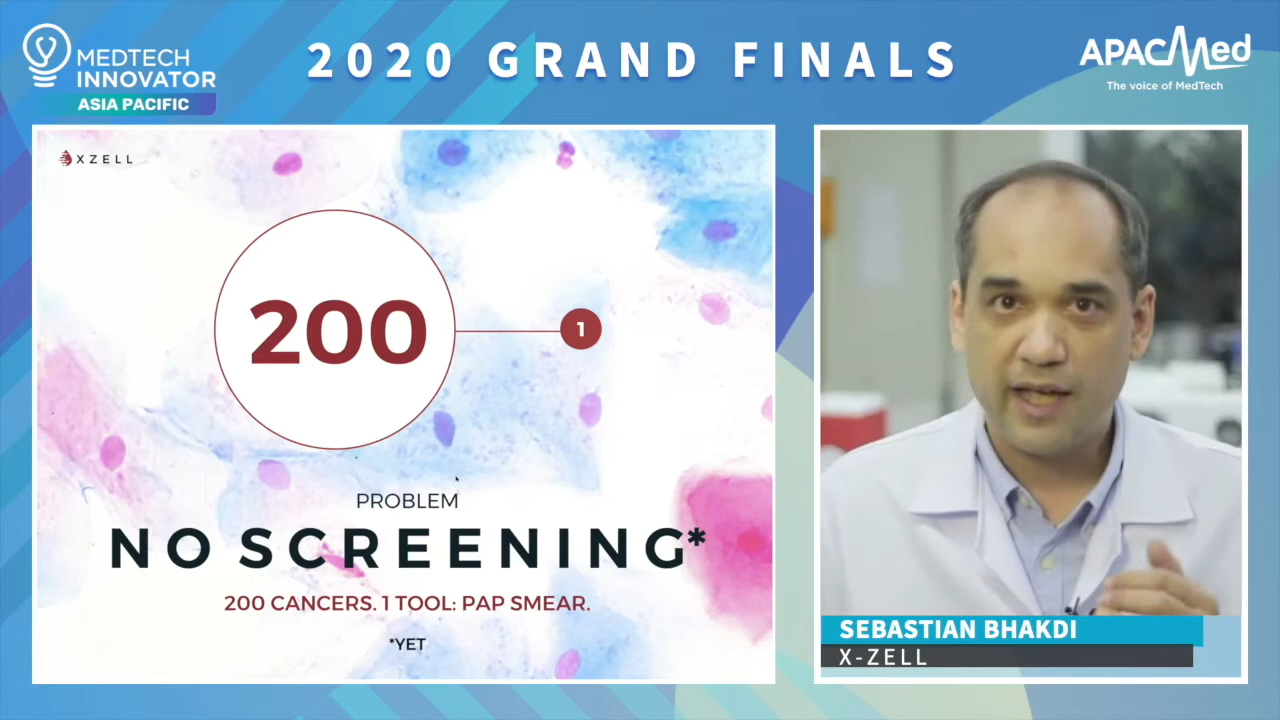 MEDTECH
INNOVATOR
ASIA PACIFIC
2020 GRAND FINALS
APACMed
The voice of MedTech
XZELL
200
1
PROBLEM
NO SCREENING*
200 CANCERS. 1 TOOL: PAP SMEAR.
*YET
SEBASTIAN BHAKDI
X-ZELL